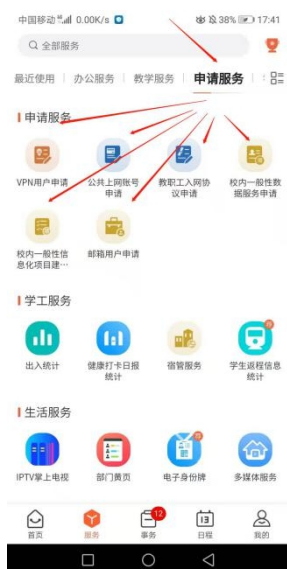 中国移动 0.00K/s 38% 17:41
全部服务
最近使用 办公服务 教学服务 申请服务
申请服务
VPN用户申请 公共上网账号 教职工入网协 校内一般性数
申请 议申请 据服务申请
校内一般性信 邮箱用户申请
息化项目建…
学工服务
出入统计 健康打卡日报 宿管服务 学生返程信息
统计 统计
生活服务
IPTV掌上电视 部门黄页 电子身份牌 多媒体服务
12
13
首页 服务 事务 日程 我的